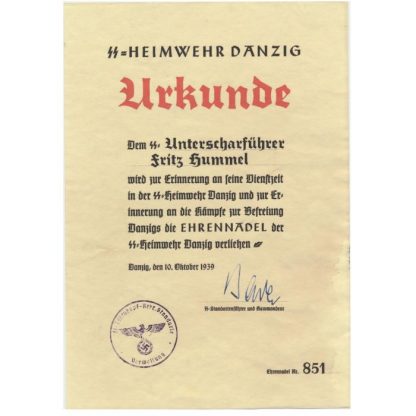 ᛋᛋ=HEIMWEHR DANZIG
Urkunde
Dem ᛋᛋ- Unterscharführer
Fritz Hummel
wird zur Erinnerung an seine Dienstzeit
in der ᛋᛋ-Heimwehr Danzig und zur Er-
innerung an die Kämpfe zur Befreiung
Danzigs die EHRENNADEL der
ᛋᛋ-Heimwehr Danzig verliehen
Danzig, den 10. Oktober 1939
ᛋᛋ-Standartenführer und Kommandeur
Verwaltung
Ehrennadel Nr. 851